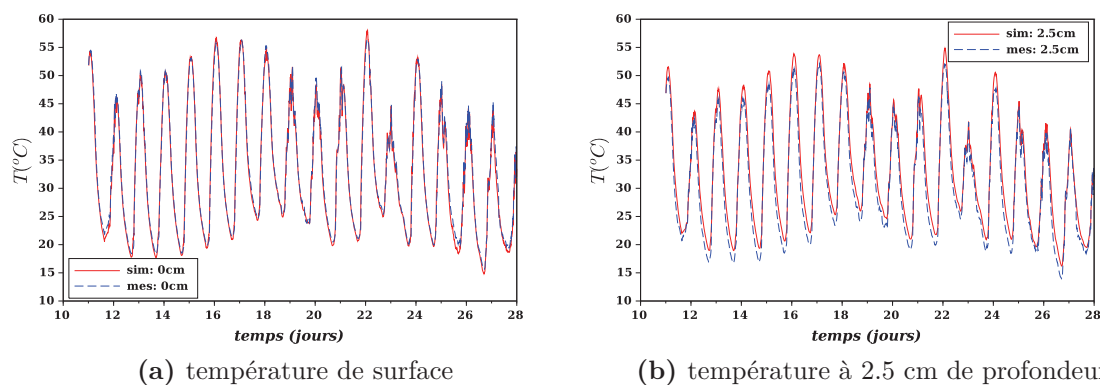 60
55
50
45
40
35
30
25
20
15
10
T(°C)
sim: 0cm
mes: 0cm
10 12 14 16 18 20 22 24 26 28
temps (jours)
(a) température de surface
60
55
50
45
40
35
30
25
20
15
10
T(°C)
sim: 2.5cm
mes: 2.5cm
10 12 14 16 18 20 22 24 26 28
temps (jours)
(b) température à 2.5 cm de profondeur